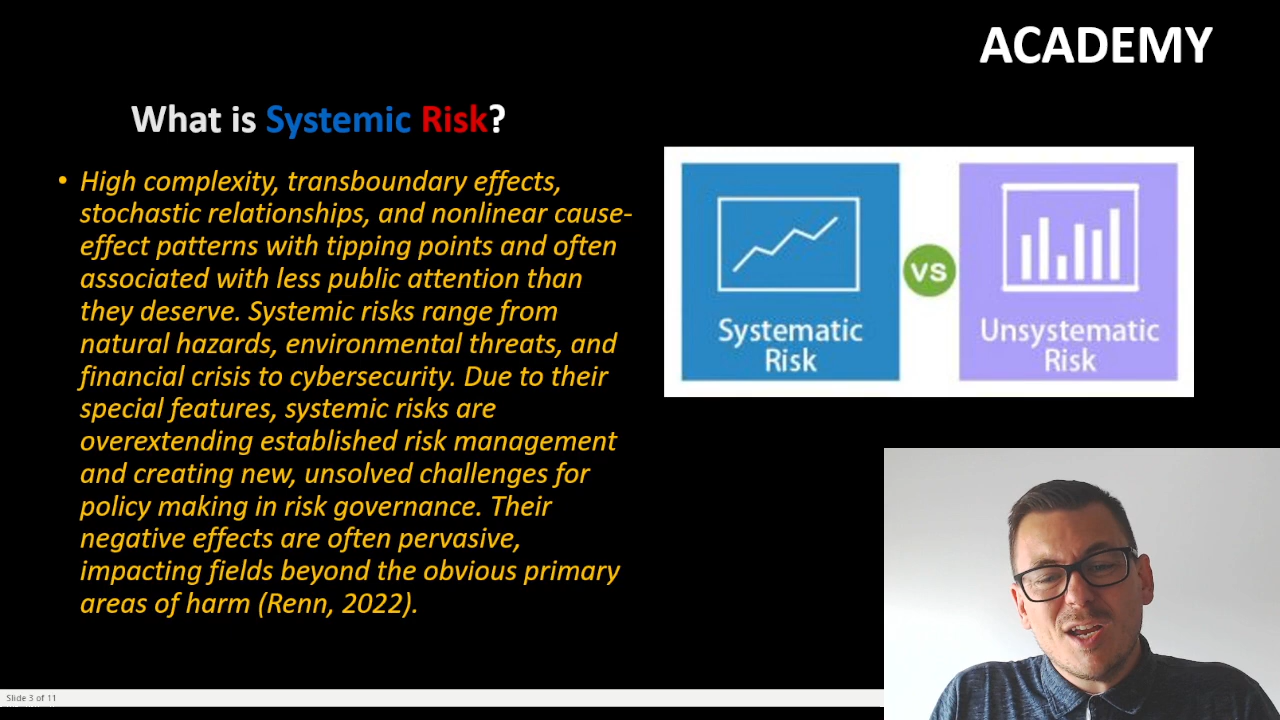 ACADEMY
What is Systemic Risk?
• High complexity, transboundary effects,
stochastic relationships, and nonlinear cause-
effect patterns with tipping points and often
associated with less public attention than
they deserve. Systemic risks range from
natural hazards, environmental threats, and
financial crisis to cybersecurity. Due to their
special features, systemic risks are
overextending established risk management
and creating new, unsolved challenges for
policy making in risk governance. Their
negative effects are often pervasive,
impacting fields beyond the obvious primary
areas of harm (Renn, 2022).
Systematic
Risk
vs
Unsystematic
Risk
Slide 3 of 11